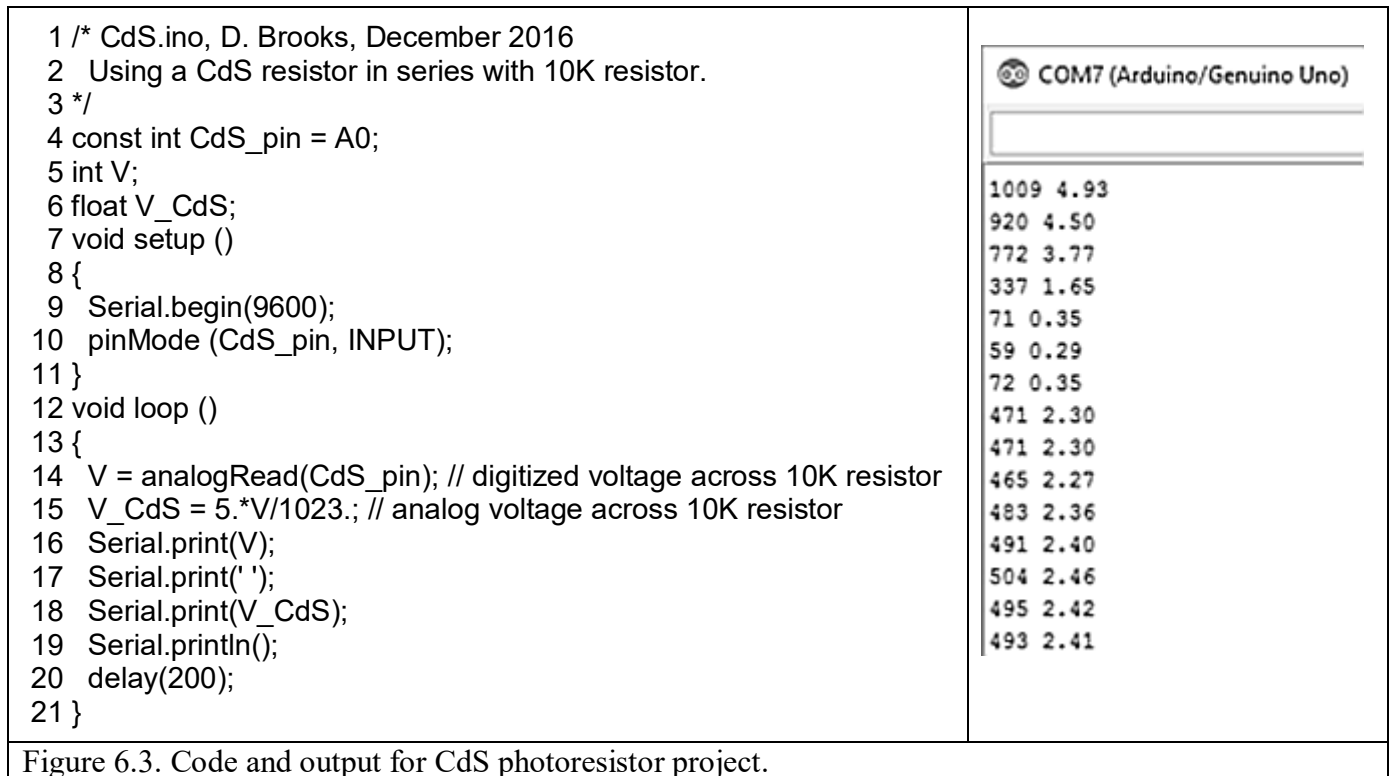 1 /* CdS.ino, D. Brooks, December 2016
2 Using a CdS resistor in series with 10K resistor.
3 */
4 const int CdS_pin = A0;
5 int V;
6 float V_CdS;
7 void setup ()
8 {
9 Serial.begin(9600);
10 pinMode (CdS_pin, INPUT);
11 }
12 void loop ()
13 {
14 V = analogRead(CdS_pin); // digitized voltage across 10K resistor
15 V_CdS = 5.*V/1023.; // analog voltage across 10K resistor
16 Serial.print(V);
17 Serial.print(' ');
18 Serial.print(V_CdS);
19 Serial.println();
20 delay(200);
21 }
COM7 (Arduino/Genuino Uno)
1009 4.93
920 4.50
772 3.77
337 1.65
71 0.35
59 0.29
72 0.35
471 2.30
471 2.30
465 2.27
483 2.36
491 2.40
504 2.46
495 2.42
493 2.41
Figure 6.3. Code and output for CdS photoresistor project.